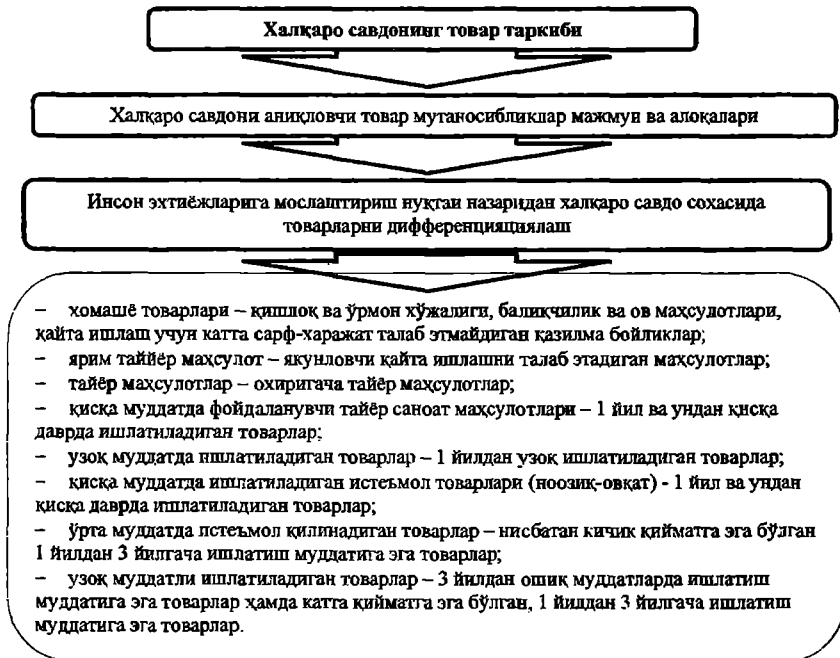 Халқаро савдонинг товар таркиби
Халқаро савдони аниқловчи товар мутаносибликлар мажмуи ва алоқалари
Инсон эҳтиёжларига мослаштириш нуқтаи назаридан халқаро савдо сохасида
товарларни дифференцияциялаш
– хомашё товарлари – қишлоқ ва ўрмон хўжалиги, балиқчилик ва ов маҳсулотлари,
қайта ишлаш учун катта сарф-харажат талаб этмайдиган қазилма бойликлар;
– ярим таййёр маҳсулот – якунловчи қайта ишлашни талаб этадиган маҳсулотлар;
– тайёр маҳсулотлар – охиригача тайёр маҳсулотлар;
– қисқа муддатда фойдаланувчи тайёр саноат маҳсулотлари – 1 йил ва ундан қисқа
даврда ишлатиладиган товарлар;
– узоқ муддатда ишлатиладиган товарлар – 1 йилдан узоқ ишлатиладиган товарлар;
– қисқа муддатда ишлатиладиган истеъмол товарлари (ноозиқ-овқат) - 1 йил ва ундан
қисқа даврда ишлатиладиган товарлар;
– ўрта муддатда истеъмол қилинадиган товарлар – нисбатан кичик қийматга эга бўлган
1 йилдан 3 йилгача ишлатиш муддатига эга товарлар;
– узоқ муддатли ишлатиладиган товарлар – 3 йилдан ошиқ муддатларда ишлатиш
муддатига эга товарлар ҳамда катта қийматга эга бўлган, 1 йилдан 3 йилгача ишлатиш
муддатига эга товарлар.